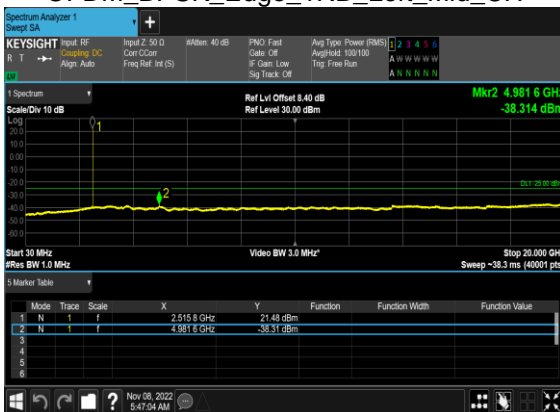 Spectrum Analyzer 1
Swept SA
KEYSIGHT
R T
Input: RF
Coupling: DC
Align: Auto
Input Z: 50 Ω
Corr CCorr
Freq Ref: Int (S)
#Atten: 40 dB
PNO: Fast
Gate: Off
IF Gain: Low
Sig Track: Off
Avg Type: Power (RMS)
Avg|Hold: 100/100
Trig: Free Run
1 2 3 4 5 6
A W W W W W
A N N N N N
1 Spectrum
Scale/Div 10 dB
Ref Lvl Offset 8.40 dB
Ref Level 30.00 dBm
Mkr2 4.981 6 GHz
-38.314 dBm
Log
20.0
10.0
0.00
-10.0
-20.0
-30.0
-40.0
-50.0
-60.0
1
2
DL1 -25.00 dBm
Start 30 MHz
#Res BW 1.0 MHz
Video BW 3.0 MHz*
Stop 20.000 GH
Sweep ~38.3 ms (40001 pts
5 Marker Table
Mode Trace Scale X Y Function Function Width Function Value
1 N 1 f 2.515 8 GHz 21.48 dBm
2 N 1 f 4.981 6 GHz -38.31 dBm
3
4
5
6
Nov 08, 2022
5:47:04 AM